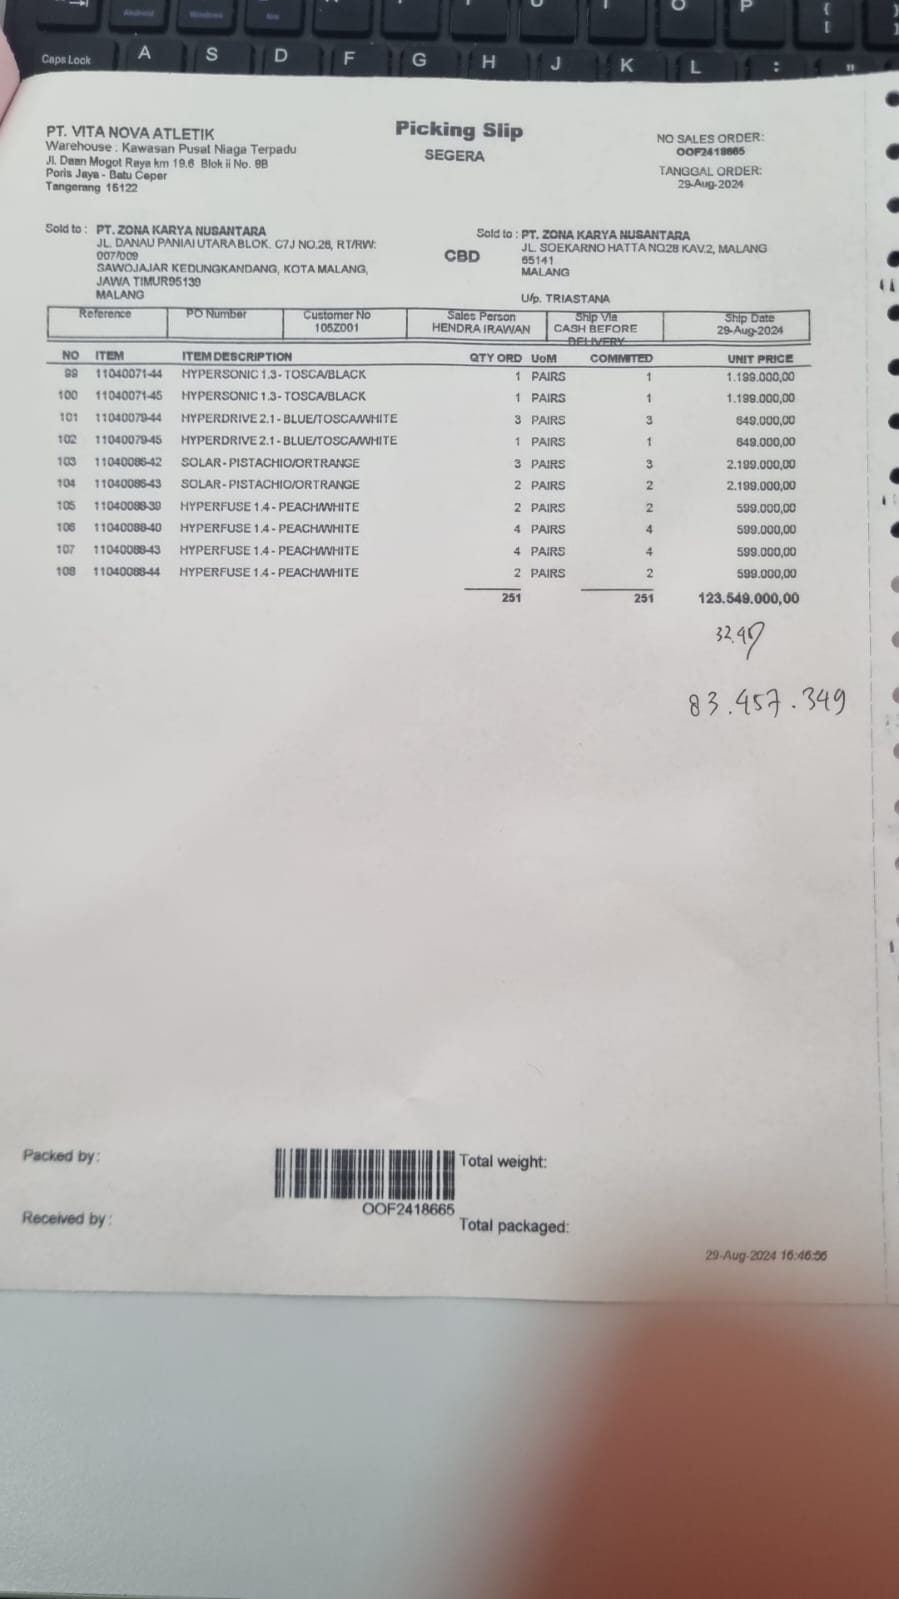 Caps Lock A S D F G H J K L : "
PT. VITA NOVA ATLETIK
Warehouse : Kawasan Pusat Niaga Terpadu
Jl. Daan Mogot Raya km 19.6 Blok ii No. 9B
Poris Jaya - Batu Ceper
Tangerang 15122
Picking Slip
SEGERA
NO SALES ORDER:
OOF2418665
TANGGAL ORDER:
29-Aug-2024
Sold to : PT. ZONA KARYA NUSANTARA
JL. DANAU PANIAI UTARA BLOK. C7J NO.26, RT/RW:
007/009
SAWOJAJAR KEDUNGKANDANG, KOTA MALANG,
JAWA TIMUR 65139
MALANG
CBD
Sold to : PT. ZONA KARYA NUSANTARA
JL. SOEKARNO HATTA NO.28 KAV.2, MALANG
65141
MALANG
U/p. TRIASTANA
Reference PO Number Customer No Sales Person Ship Via Ship Date
105Z001 HENDRA IRAWAN CASH BEFORE DELIVERY 29-Aug-2024
NO ITEM ITEM DESCRIPTION QTY ORD UoM COMMITED UNIT PRICE
99 11040071-44 HYPERSONIC 1.3 - TOSCA/BLACK 1 PAIRS 1 1.199.000,00
100 11040071-45 HYPERSONIC 1.3 - TOSCA/BLACK 1 PAIRS 1 1.199.000,00
101 11040079-44 HYPERDRIVE 2.1 - BLUE/TOSCA/WHITE 3 PAIRS 3 649.000,00
102 11040079-45 HYPERDRIVE 2.1 - BLUE/TOSCA/WHITE 1 PAIRS 1 649.000,00
103 11040086-42 SOLAR - PISTACHIO/ORTRANGE 3 PAIRS 3 2.199.000,00
104 11040086-43 SOLAR - PISTACHIO/ORTRANGE 2 PAIRS 2 2.199.000,00
105 11040088-39 HYPERFUSE 1.4 - PEACH/WHITE 2 PAIRS 2 599.000,00
106 11040088-40 HYPERFUSE 1.4 - PEACH/WHITE 4 PAIRS 4 599.000,00
107 11040088-43 HYPERFUSE 1.4 - PEACH/WHITE 4 PAIRS 4 599.000,00
108 11040088-44 HYPERFUSE 1.4 - PEACH/WHITE 2 PAIRS 2 599.000,00
251 251 123.549.000,00
83.457.349
Packed by:
Total weight:
OOF2418665
Received by:
Total packaged:
29-Aug-2024 16:46:56